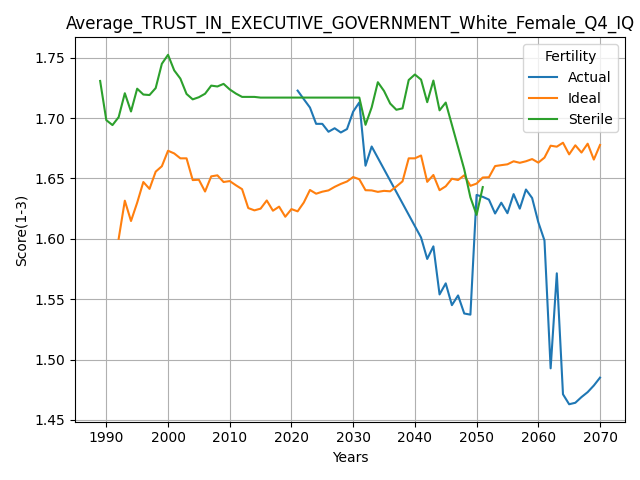 Average_TRUST_IN_EXECUTIVE_GOVERNMENT_White_Female_Q4_IQ
Fertility
Actual
Ideal
Sterile
Score(1-3)
1.75
1.70
1.65
1.60
1.55
1.50
1.45
1990 2000 2010 2020 2030 2040 2050 2060 2070
Years